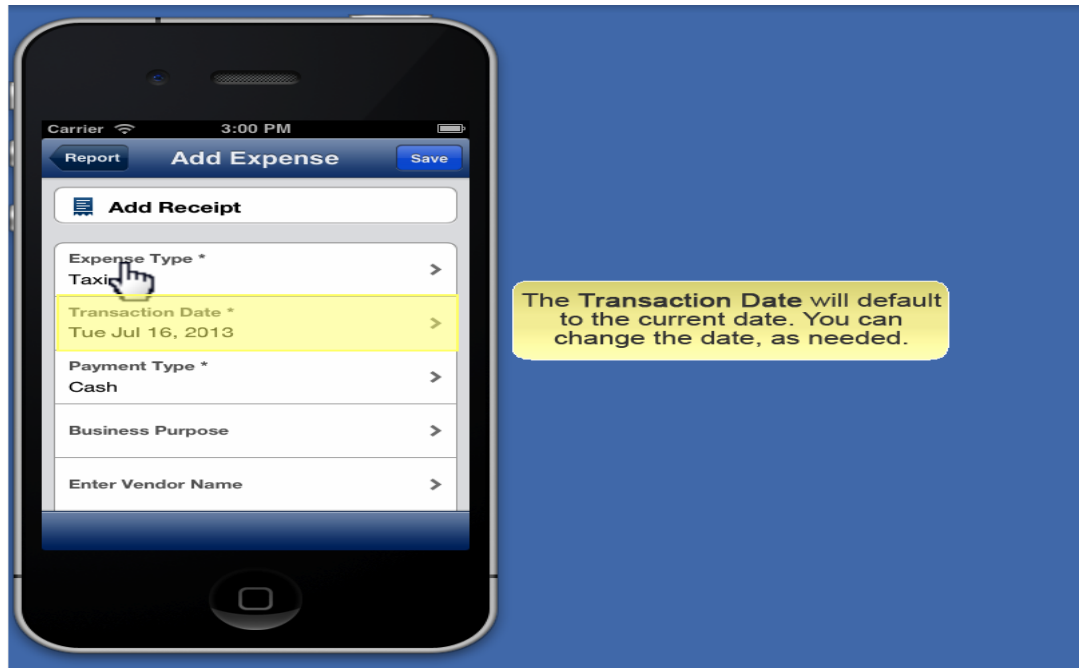 Carrier 3:00 PM
Report Add Expense Save
Add Receipt
Expense Type *
Transaction Date *
Tue Jul 16, 2013
Payment Type *
Cash
Business Purpose
Enter Vendor Name
The Transaction Date will default
to the current date. You can
change the date, as needed.